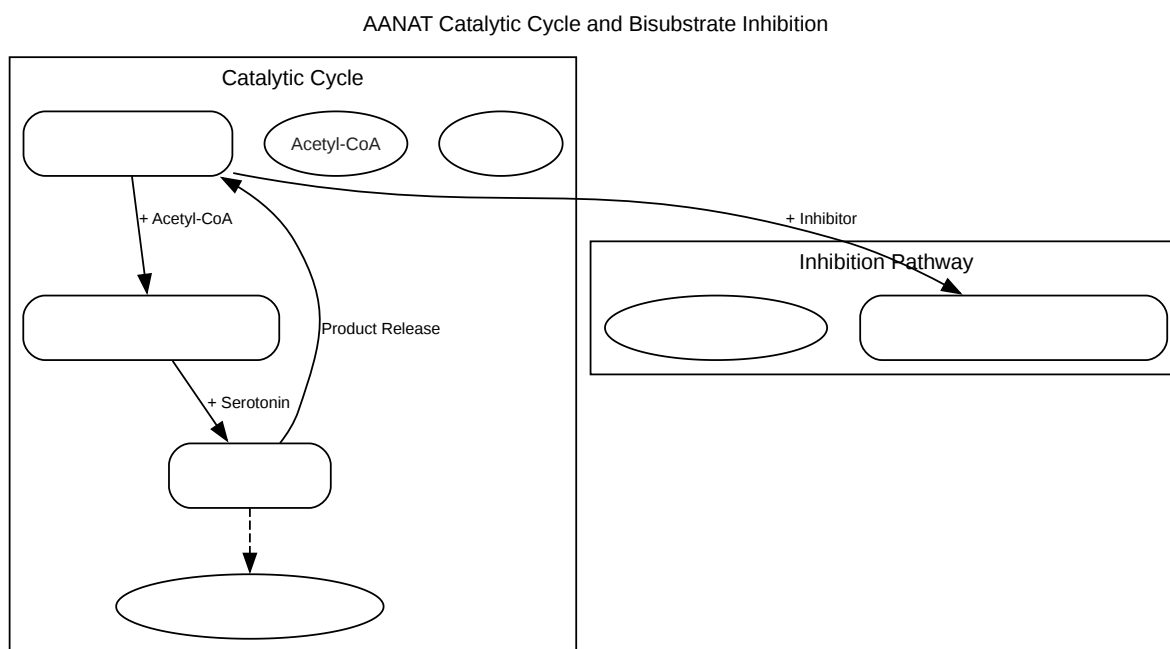 AANAT Catalytic Cycle and Bisubstrate Inhibition
Catalytic Cycle
Acetyl-CoA
+ Acetyl-CoA
+ Inhibitor
Inhibition Pathway
Product Release
+ Serotonin